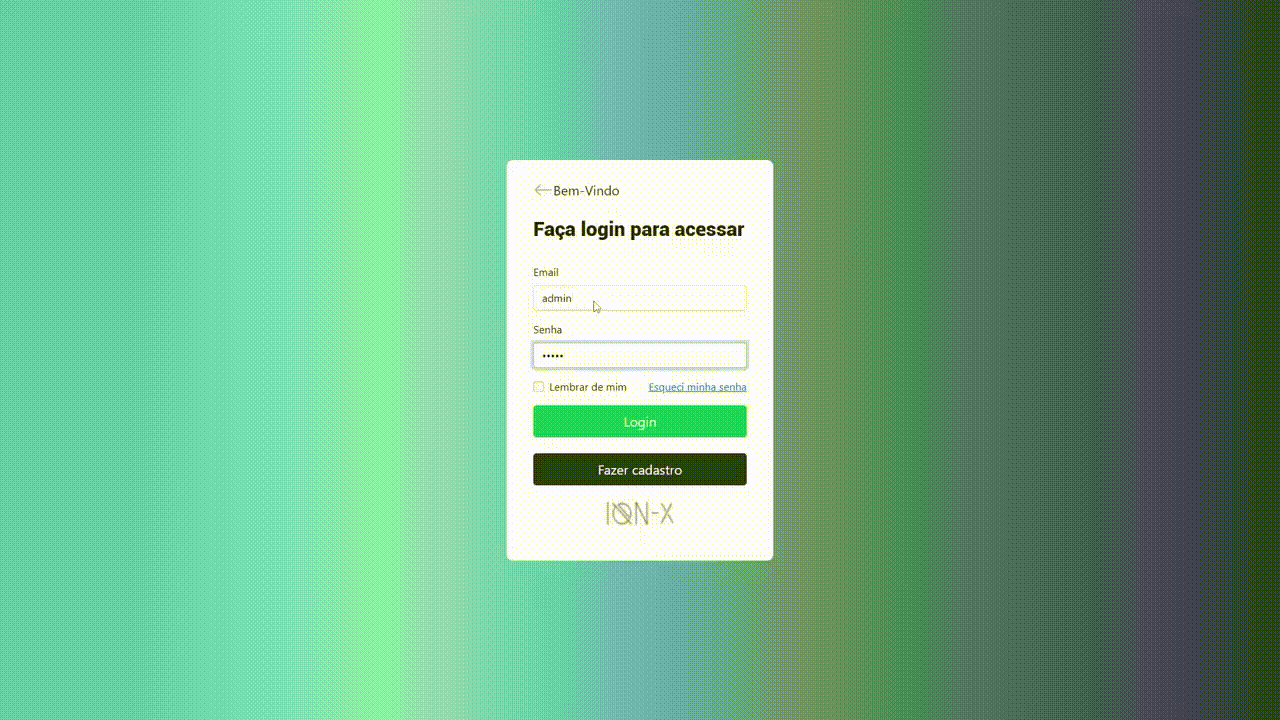 Bem-Vindo
Faça login para acessar
Email
admin
Senha
•••••
Lembrar de mim Esqueci minha senha
Login
Fazer cadastro
ION-X